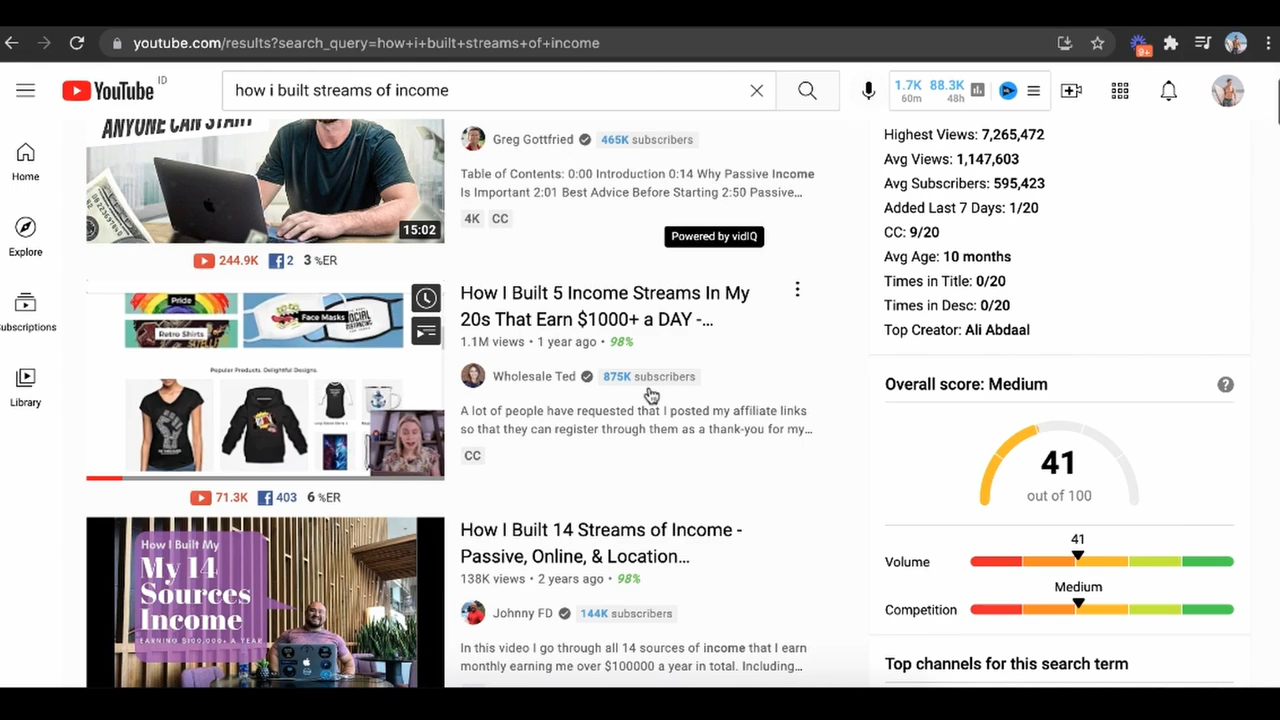 youtube.com/results?search_query=how+i+built+streams+of+income
9+
YouTube ID
how i built streams of income
1.7K 88.3K
60m 48h
Home
Explore
ubscriptions
Library
ANYONE CAN START
15:02
244.9K 2 3 %ER
Greg Gottfried 465K subscribers
Table of Contents: 0:00 Introduction 0:14 Why Passive Income
Is Important 2:01 Best Advice Before Starting 2:50 Passive...
4K CC
Powered by vidIQ
Pride
Retro Shirts
Face Masks
SOCIAL
DISTANCING
Popular Products. Delightful Designs.
71.3K 403 6 %ER
How I Built 5 Income Streams In My
20s That Earn $1000+ a DAY -...
1.1M views • 1 year ago • 98%
Wholesale Ted 875K subscribers
A lot of people have requested that I posted my affiliate links
so that they can register through them as a thank-you for my...
CC
How I Built My
My 14
Sources
Income
EARNING $100,000+ A YEAR
How I Built 14 Streams of Income -
Passive, Online, & Location...
138K views • 2 years ago • 98%
Johnny FD 144K subscribers
In this video I go through all 14 sources of income that I earn
monthly earning me over $100000 a year in total. Including...
Highest Views: 7,265,472
Avg Views: 1,147,603
Avg Subscribers: 595,423
Added Last 7 Days: 1/20
CC: 9/20
Avg Age: 10 months
Times in Title: 0/20
Times in Desc: 0/20
Top Creator: Ali Abdaal
Overall score: Medium
?
41
out of 100
41
Volume
Medium
Competition
Top channels for this search term